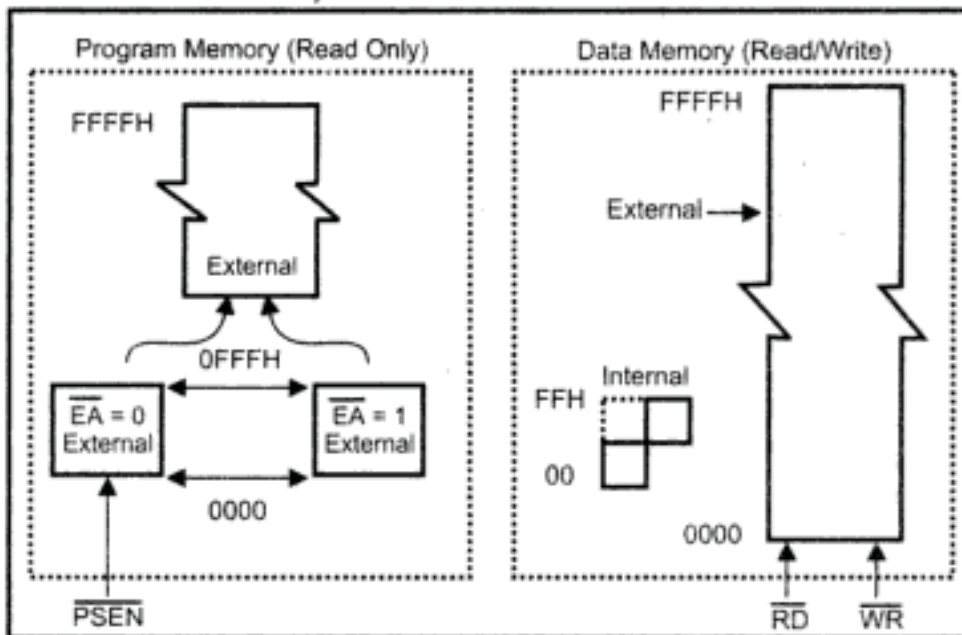 Program Memory (Read Only)
FFFFH
External
0FFFH
EA = 0
External
EA = 1
External
0000
PSEN
Data Memory (Read/Write)
FFFFH
External
Internal
FFH
00
0000
RD
WR